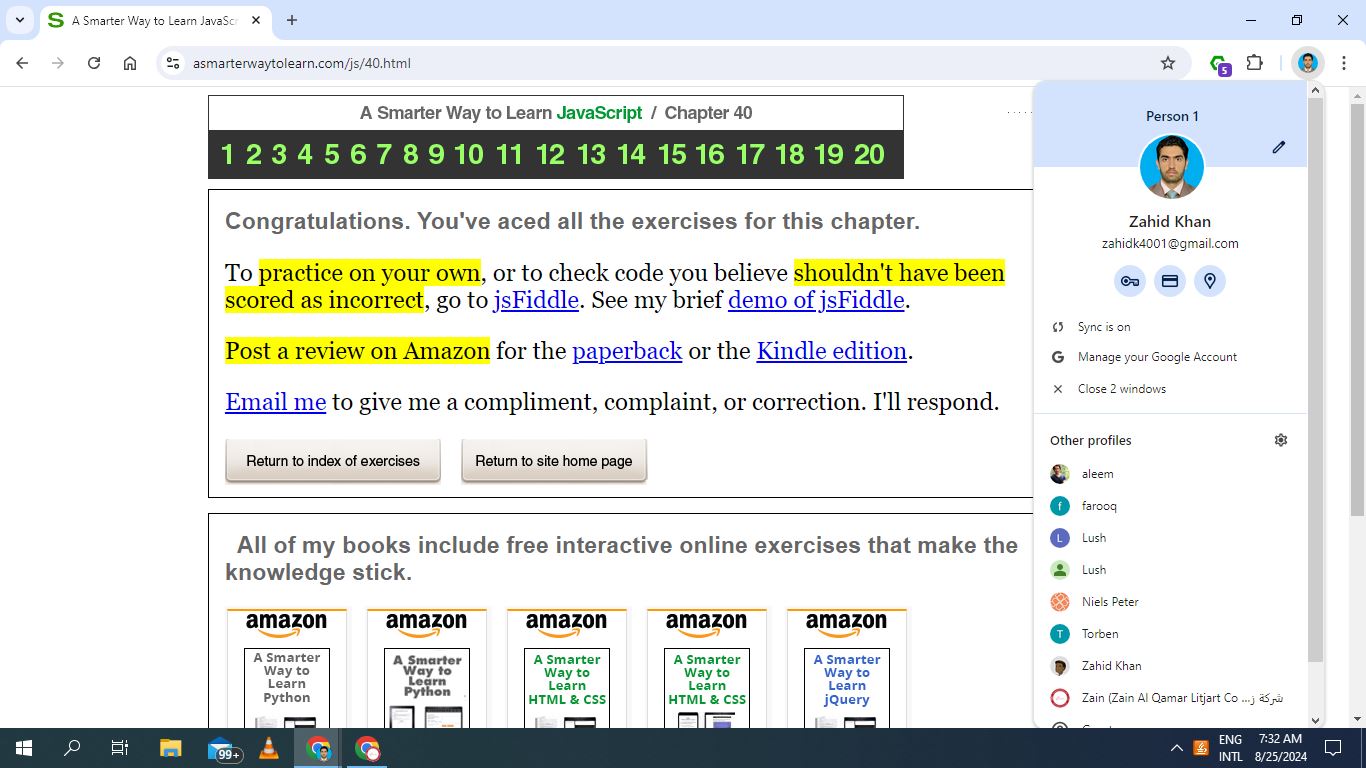 A Smarter Way to Learn JavaScr
asmarterwaytolearn.com/js/40.html
5
A Smarter Way to Learn JavaScript / Chapter 40
1 2 3 4 5 6 7 8 9 10 11 12 13 14 15 16 17 18 19 20
Congratulations. You've aced all the exercises for this chapter.
To practice on your own, or to check code you believe shouldn't have been
scored as incorrect, go to jsFiddle. See my brief demo of jsFiddle.
Post a review on Amazon for the paperback or the Kindle edition.
Email me to give me a compliment, complaint, or correction. I'll respond.
Return to index of exercises
Return to site home page
All of my books include free interactive online exercises that make the
knowledge stick.
amazon
A Smarter
Way to
Learn
Python
amazon
A Smarter
Way to
Learn
Python
amazon
A Smarter
Way to
Learn
HTML & CSS
amazon
A Smarter
Way to
Learn
HTML & CSS
amazon
A Smarter
Way to
Learn
jQuery
Person 1
Zahid Khan
zahidk4001@gmail.com
Sync is on
Manage your Google Account
Close 2 windows
Other profiles
aleem
f farooq
L Lush
Lush
Niels Peter
T Torben
Zahid Khan
Zain (Zain Al Qamar Litjart Co ...شركة ز
99+
ENG
INTL
7:32 AM
8/25/2024